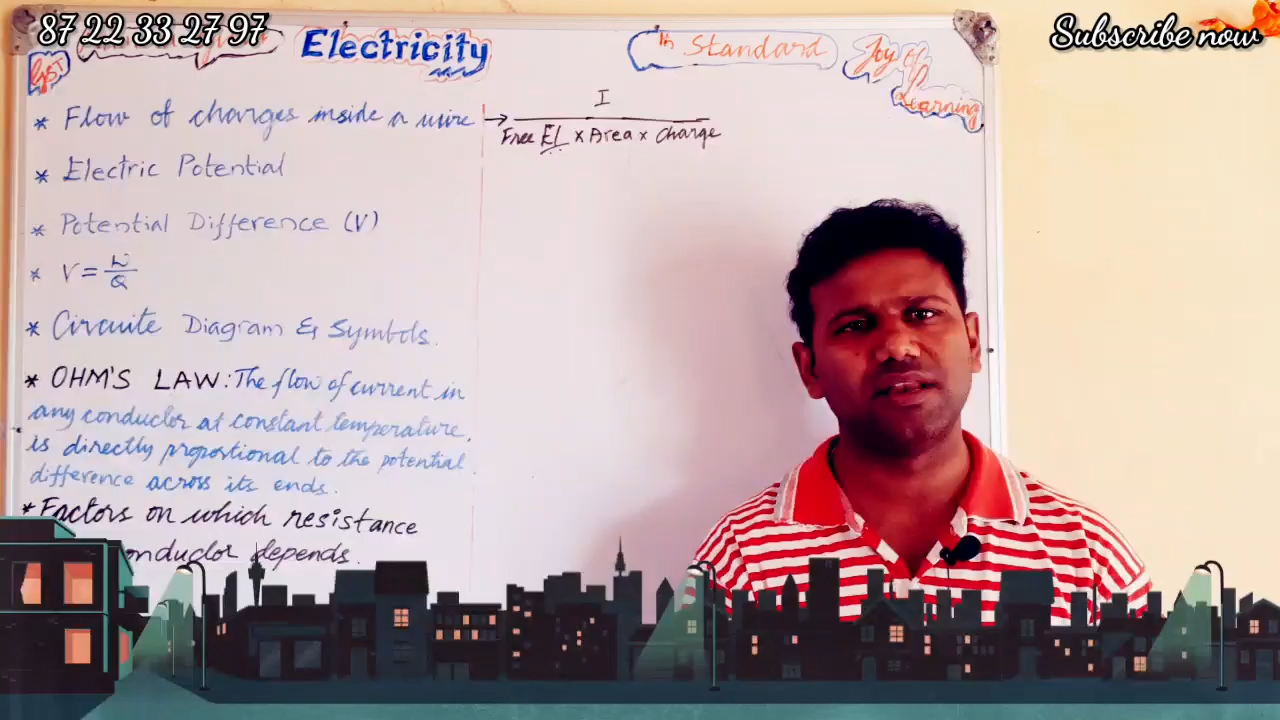 87 22 33 27 97
Subscribe now
Electricity
th Standard
Joy of
Learning
* Flow of charges inside a wire → I
Free El × Area × Charge
* Electric Potential
* Potential Difference (V)
* V = W
Q
* Circuite Diagram & Symbols.
* OHM'S LAW: The flow of current in
any conductor at constant temperature,
is directly proportional to the potential
difference across its ends.
* Factors on which resistance
conductor depends.